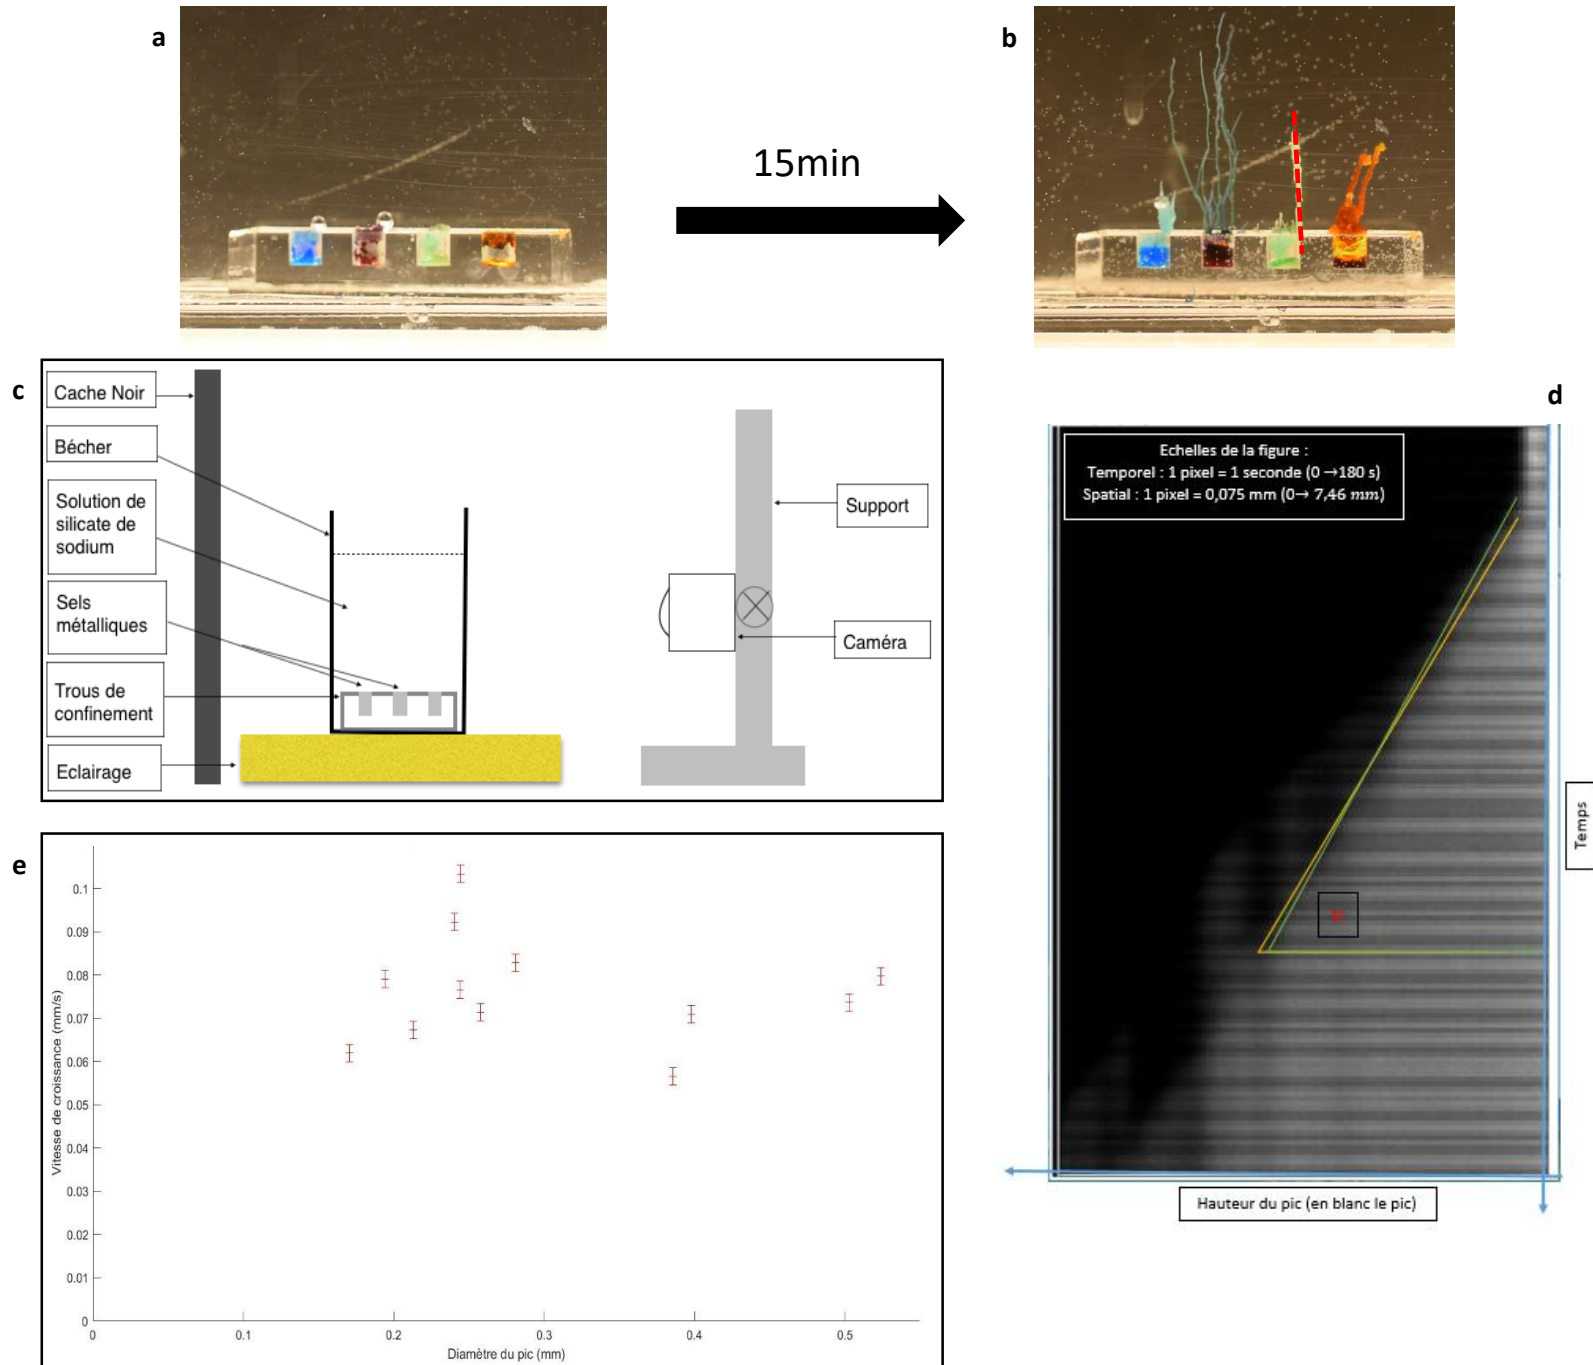 a
15min
b
c
Cache Noir
Bécher
Solution de
silicate de
sodium
Sels
métalliques
Trous de
confinement
Eclairage
Support
Caméra
d
Echelles de la figure :
Temporel : 1 pixel = 1 seconde (0 →180 s)
Spatial : 1 pixel = 0,075 mm (0→ 7,46 mm)
Temps
Hauteur du pic (en blanc le pic)
e
Vitesse de croissance (mm/s)
0.1
0.09
0.08
0.07
0.06
0.05
0.04
0.03
0.02
0.01
0
0
0.1
0.2
0.3
0.4
0.5
Diamètre du pic (mm)